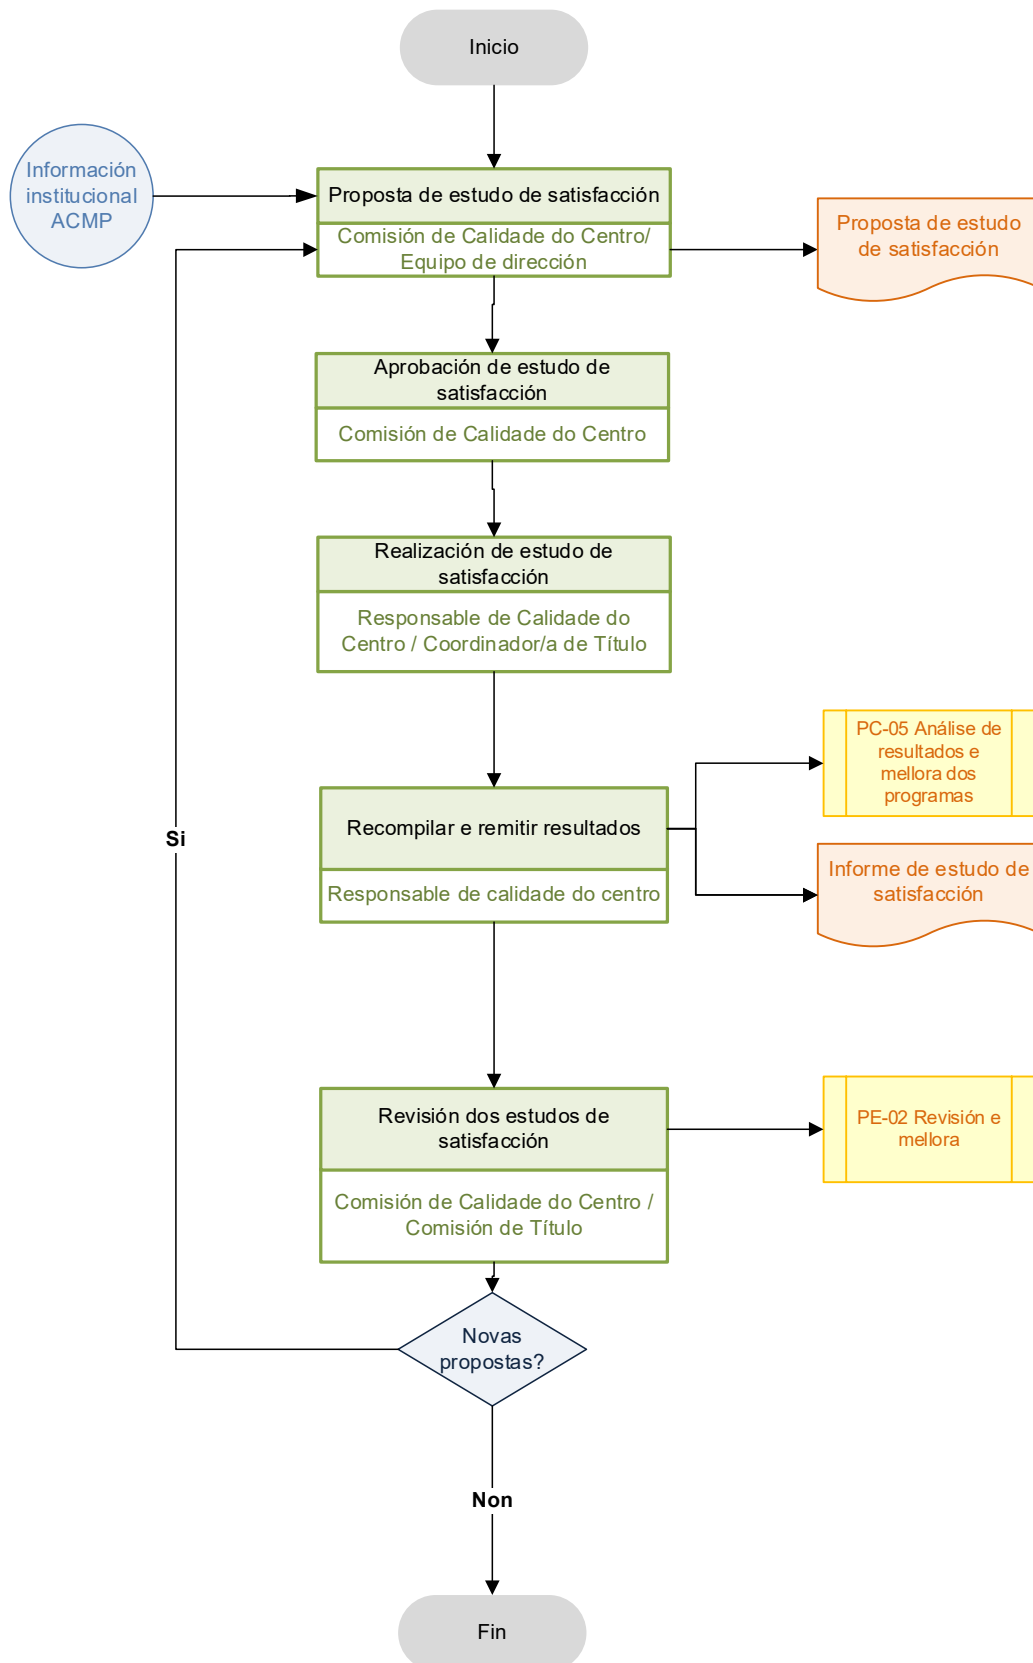 Inicio
Información
institucional
ACMP
Proposta de estudo de satisfacción
Comisión de Calidade do Centro/
Equipo de dirección
Proposta de estudo
de satisfacción
Aprobación de estudo de
satisfacción
Comisión de Calidade do Centro
Realización de estudo de
satisfacción
Responsable de Calidade do
Centro / Coordinador/a de Título
PC-05 Análise de
resultados e
mellora dos
programas
Recompilar e remitir resultados
Responsable de calidade do centro
Informe de estudo de
satisfacción
Si
Revisión dos estudos de
satisfacción
Comisión de Calidade do Centro /
Comisión de Título
PE-02 Revisión e
mellora
Novas
propostas?
Non
Fin